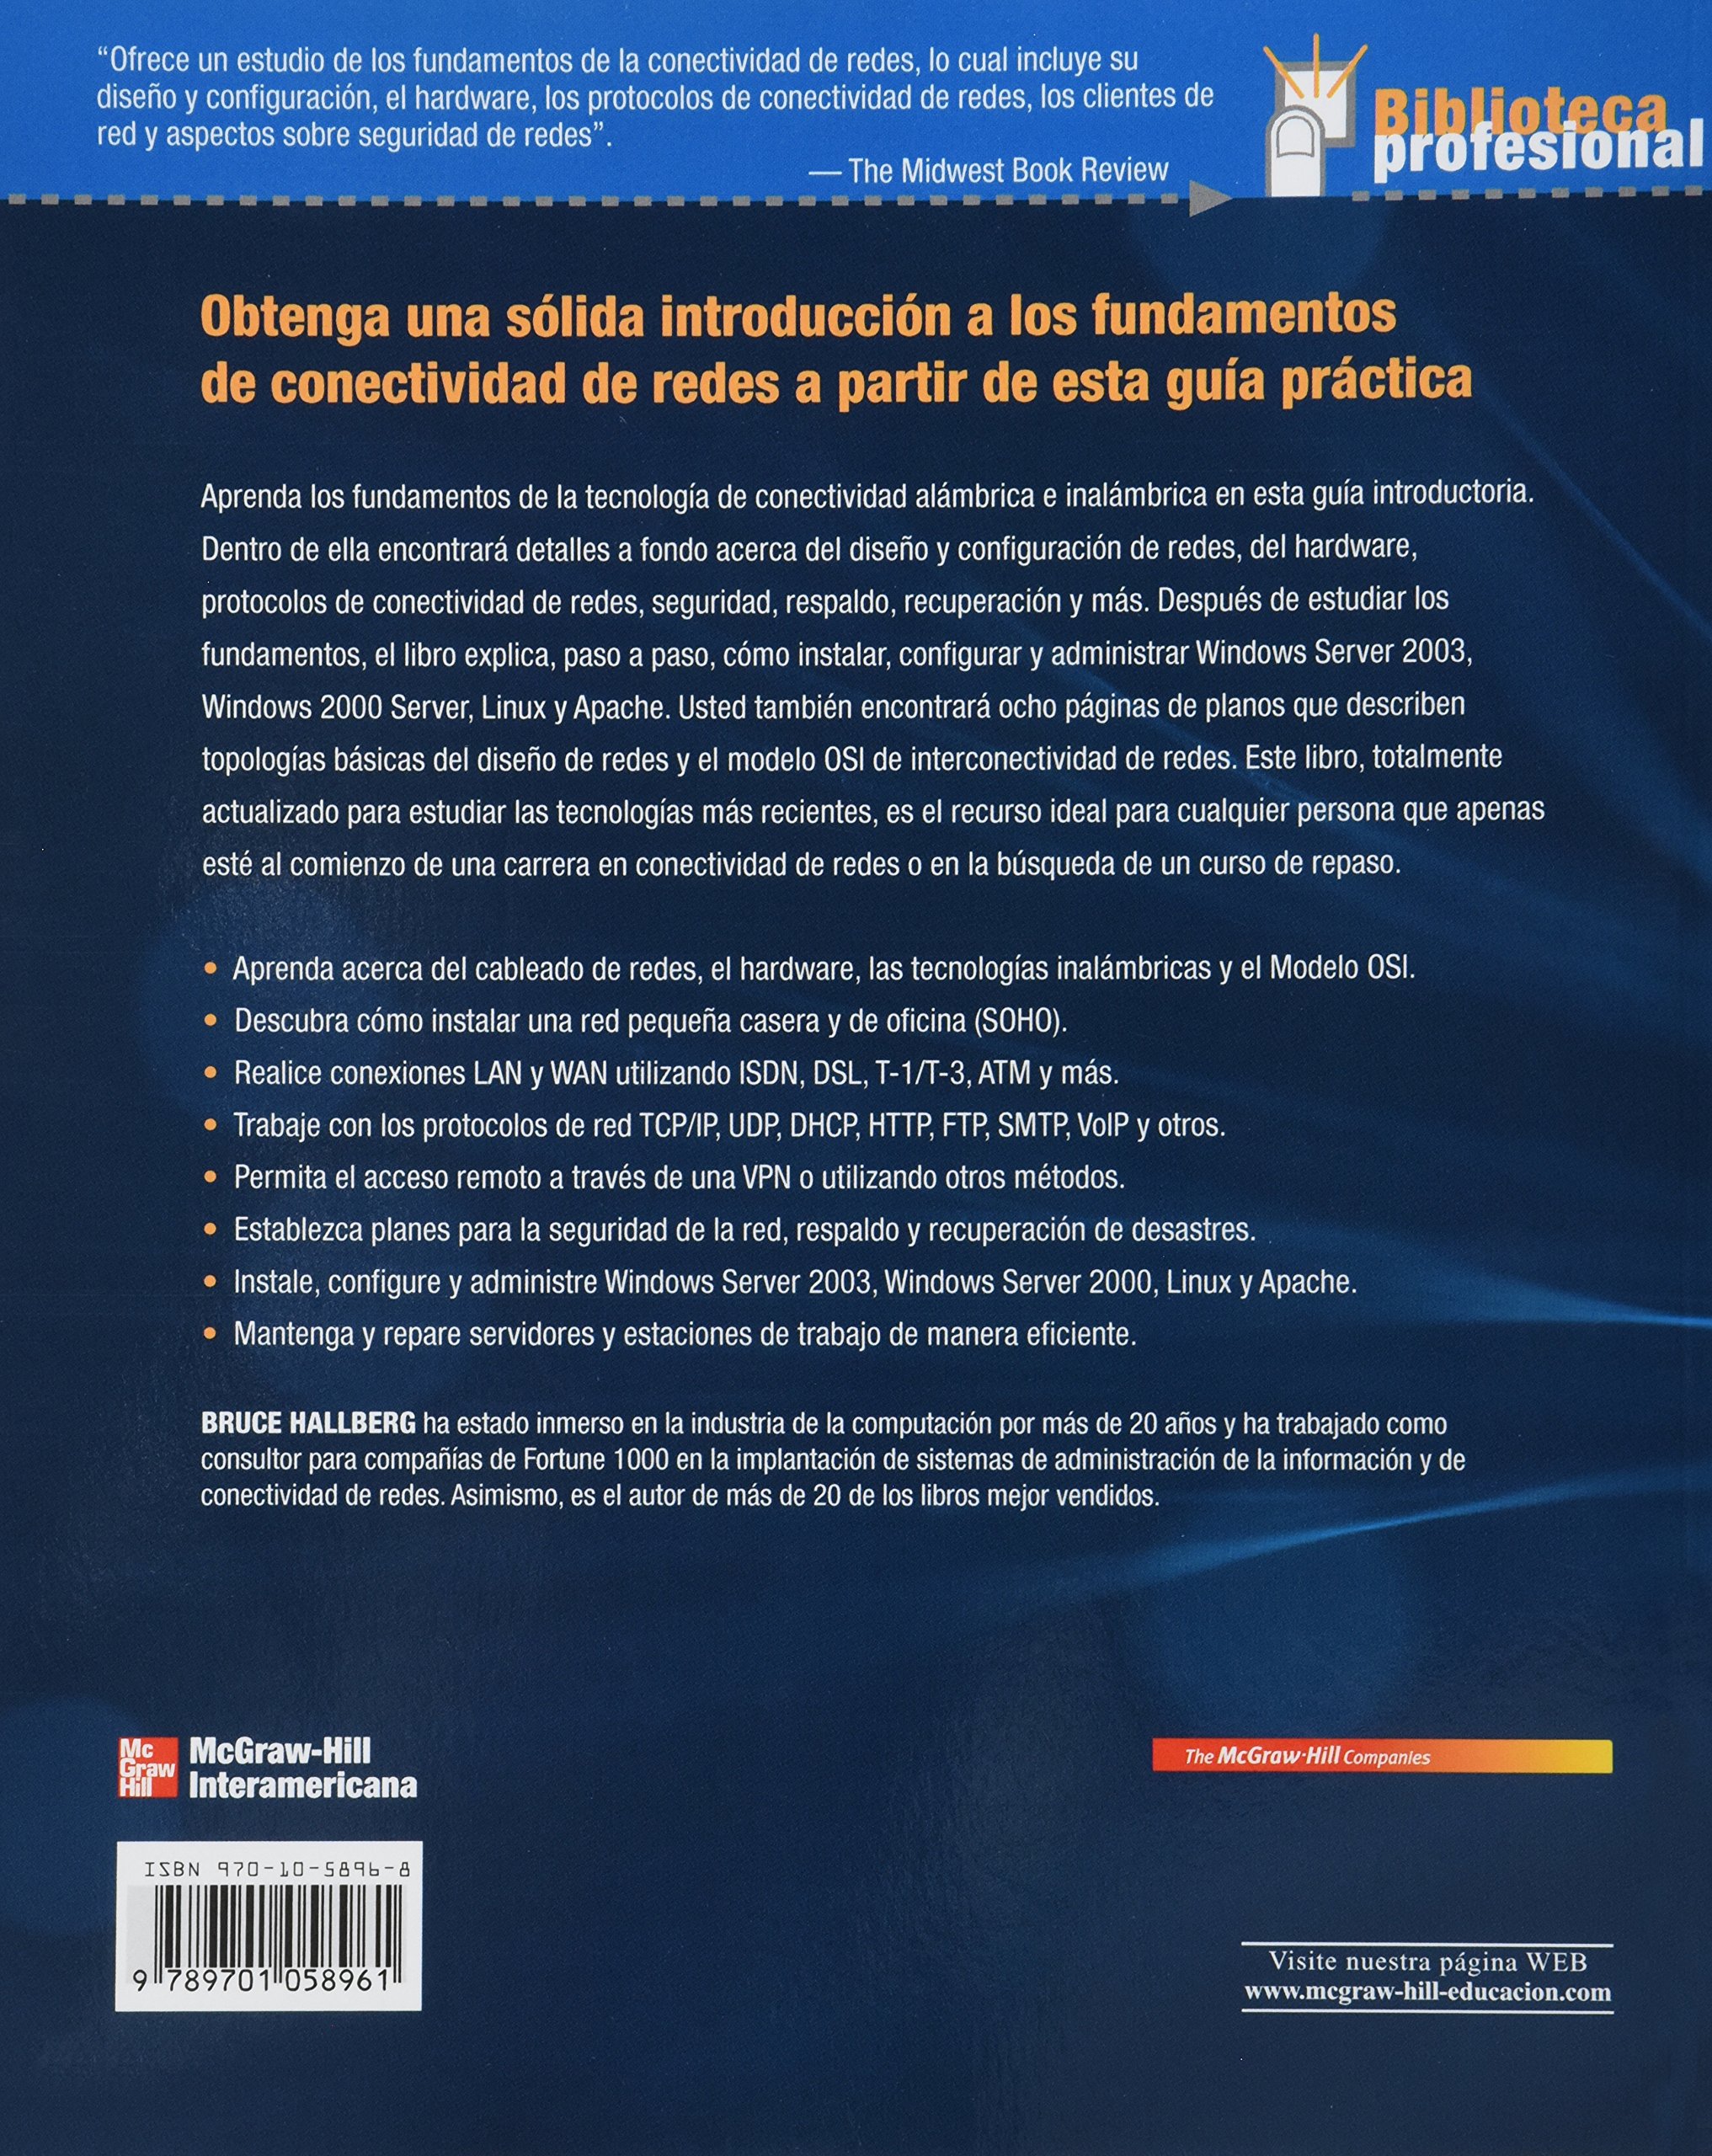 “Ofrece un estudio de los fundamentos de la conectividad de redes, lo cual incluye su
diseño y configuración, el hardware, los protocolos de conectividad de redes, los clientes de
red y aspectos sobre seguridad de redes”.
— The Midwest Book Review
Biblioteca
profesional
Obtenga una sólida introducción a los fundamentos
de conectividad de redes a partir de esta guía práctica
Aprenda los fundamentos de la tecnología de conectividad alámbrica e inalámbrica en esta guía introductoria.
Dentro de ella encontrará detalles a fondo acerca del diseño y configuración de redes, del hardware,
protocolos de conectividad de redes, seguridad, respaldo, recuperación y más. Después de estudiar los
fundamentos, el libro explica, paso a paso, cómo instalar, configurar y administrar Windows Server 2003,
Windows 2000 Server, Linux y Apache. Usted también encontrará ocho páginas de planos que describen
topologías básicas del diseño de redes y el modelo OSI de interconectividad de redes. Este libro, totalmente
actualizado para estudiar las tecnologías más recientes, es el recurso ideal para cualquier persona que apenas
esté al comienzo de una carrera en conectividad de redes o en la búsqueda de un curso de repaso.
• Aprenda acerca del cableado de redes, el hardware, las tecnologías inalámbricas y el Modelo OSI.
• Descubra cómo instalar una red pequeña casera y de oficina (SOHO).
• Realice conexiones LAN y WAN utilizando ISDN, DSL, T-1/T-3, ATM y más.
• Trabaje con los protocolos de red TCP/IP, UDP, DHCP, HTTP, FTP, SMTP, VoIP y otros.
• Permita el acceso remoto a través de una VPN o utilizando otros métodos.
• Establezca planes para la seguridad de la red, respaldo y recuperación de desastres.
• Instale, configure y administre Windows Server 2003, Windows Server 2000, Linux y Apache.
• Mantenga y repare servidores y estaciones de trabajo de manera eficiente.
BRUCE HALLBERG ha estado inmerso en la industria de la computación por más de 20 años y ha trabajado como
consultor para compañías de Fortune 1000 en la implantación de sistemas de administración de la información y de
conectividad de redes. Asimismo, es el autor de más de 20 de los libros mejor vendidos.
Mc
Graw
Hill
McGraw-Hill
Interamericana
The McGraw·Hill Companies
ISBN 970-10-5896-8
9 789701 058961
Visite nuestra página WEB
www.mcgraw-hill-educacion.com